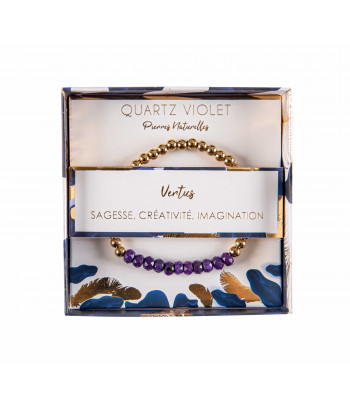 QUARTZ VIOLET
Pierres Naturelles
Vertus
SAGESSE, CRÉATIVITÉ, IMAGINATION